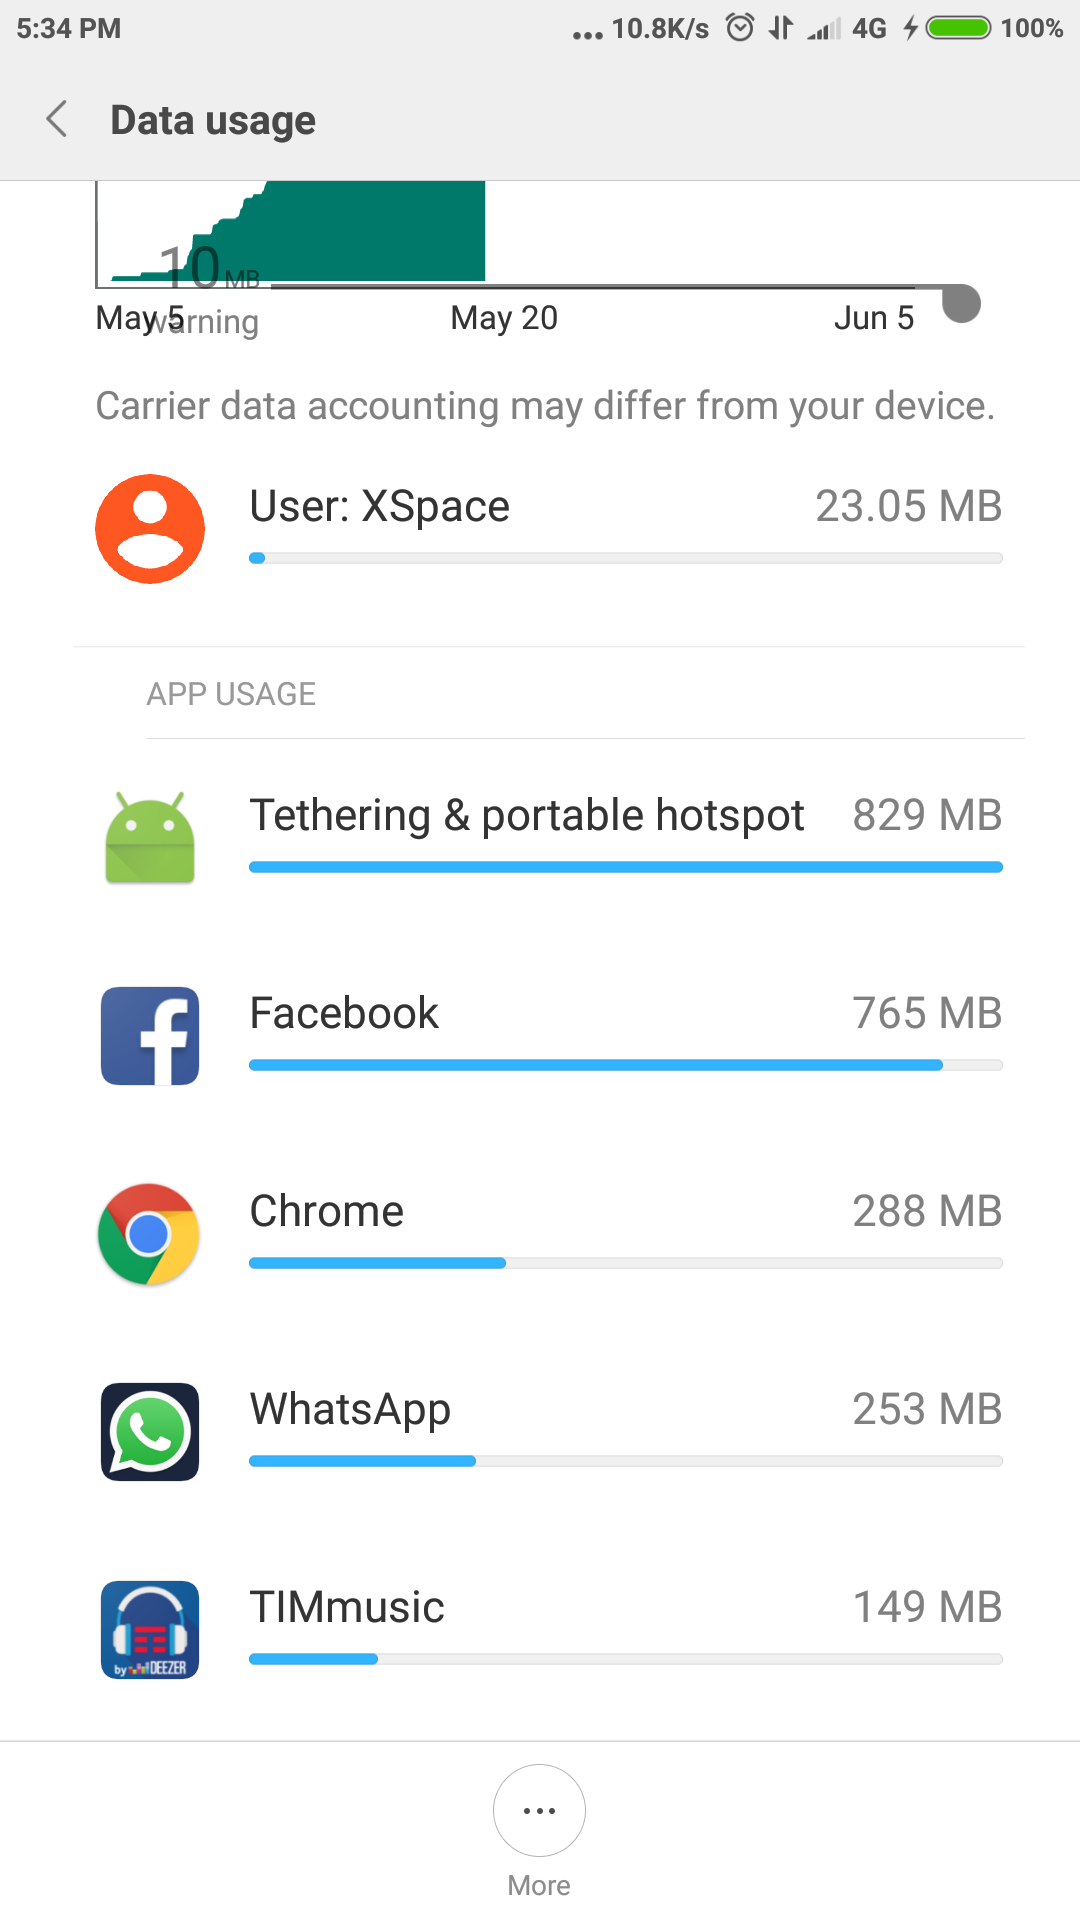 5:34 PM ... 10.8K/s 4G 100%
Data usage
10 MB
warning
May 5 May 20 Jun 5
Carrier data accounting may differ from your device.
User: XSpace 23.05 MB
APP USAGE
Tethering & portable hotspot 829 MB
Facebook 765 MB
Chrome 288 MB
WhatsApp 253 MB
TIMmusic 149 MB
by DEEZER
More